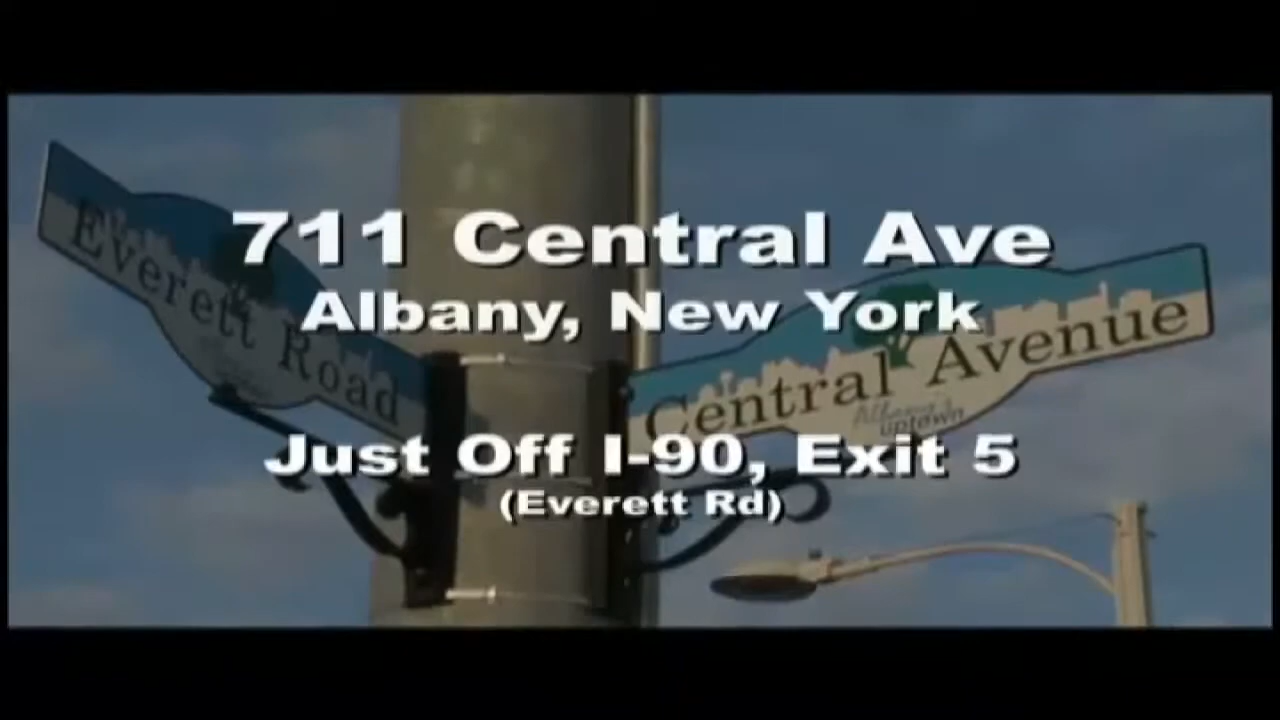 711 Central Ave
Albany, New York
Just Off I-90, Exit 5
(Everett Rd)
Everett Road
Central Avenue
Albany's
uptown